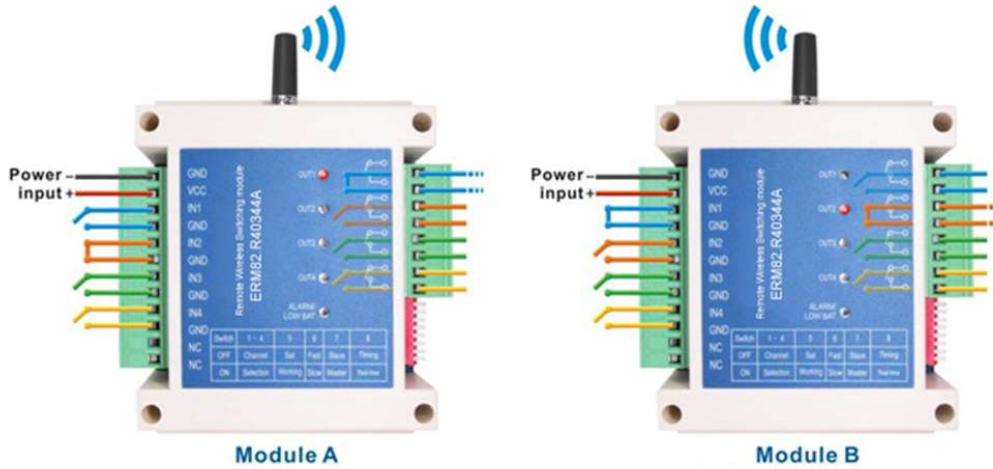 Power –
input +
GND
VCC
IN1
GND
IN2
GND
IN3
GND
IN4
GND
NC
NC
Remote Wireless Switching module
ERM82.R40344A
OUT1
OUT2
OUT3
OUT4
ALARM/
LOW BAT
Switch 1 ~ 4 5 6 7 8
OFF Channel Set Fast Slave Timing
ON Selection Working Slow Master Real-time
Module A
Power –
input +
GND
VCC
IN1
GND
IN2
GND
IN3
GND
IN4
GND
NC
NC
Remote Wireless Switching module
ERM82.R40344A
OUT1
OUT2
OUT3
OUT4
ALARM/
LOW BAT
Switch 1 ~ 4 5 6 7 8
OFF Channel Set Fast Slave Timing
ON Selection Working Slow Master Real-time
Module B